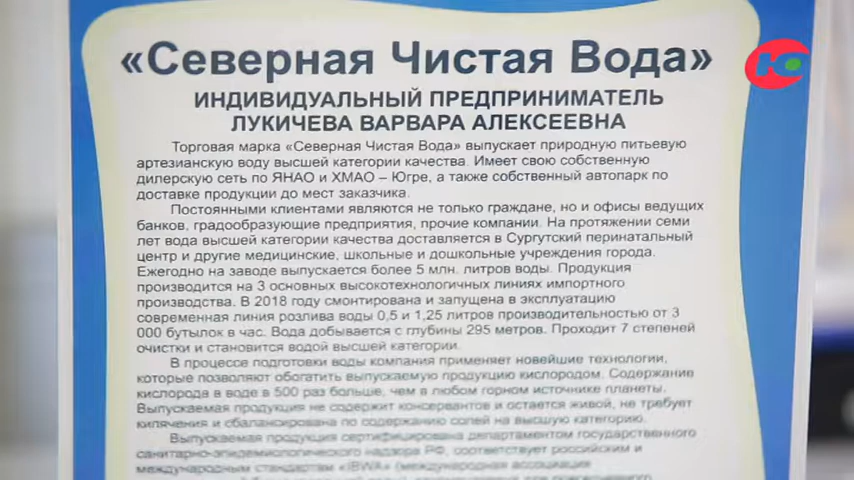 «Северная Чистая Вода»
Ю
ИНДИВИДУАЛЬНЫЙ ПРЕДПРИНИМАТЕЛЬ
ЛУКИЧЕВА ВАРВАРА АЛЕКСЕЕВНА
Торговая марка «Северная Чистая Вода» выпускает природную питьевую
артезианскую воду высшей категории качества. Имеет свою собственную
дилерскую сеть по ЯНАО и ХМАО – Югре, а также собственный автопарк по
доставке продукции до мест заказчика.
Постоянными клиентами являются не только граждане, но и офисы ведущих
банков, градообразующие предприятия, прочие компании. На протяжении семи
лет вода высшей категории качества доставляется в Сургутский перинатальный
центр и другие медицинские, школьные и дошкольные учреждения города.
Ежегодно на заводе выпускается более 5 млн. литров воды. Продукция
производится на 3 основных высокотехнологичных линиях импортного
производства. В 2018 году смонтирована и запущена в эксплуатацию
современная линия розлива воды 0,5 и 1,25 литров производительностью от 3
000 бутылок в час. Вода добывается с глубины 295 метров. Проходит 7 степеней
очистки и становится водой высшей категории.
В процессе подготовки воды компания применяет новейшие технологии,
которые позволяют обогатить выпускаемую продукцию кислородом. Содержание
кислорода в воде в 500 раз больше, чем в любом горном источнике планеты.
Выпускаемая продукция не содержит консервантов и остается живой, не требует
кипячения и сбалансирована по содержанию солей на высшую категорию.
Выпускаемая продукция сертифицирована департаментом государственного
санитарно-эпидемиологического надзора РФ, соответствует российским и
международным стандартам «IBWA» (международная ассоциация